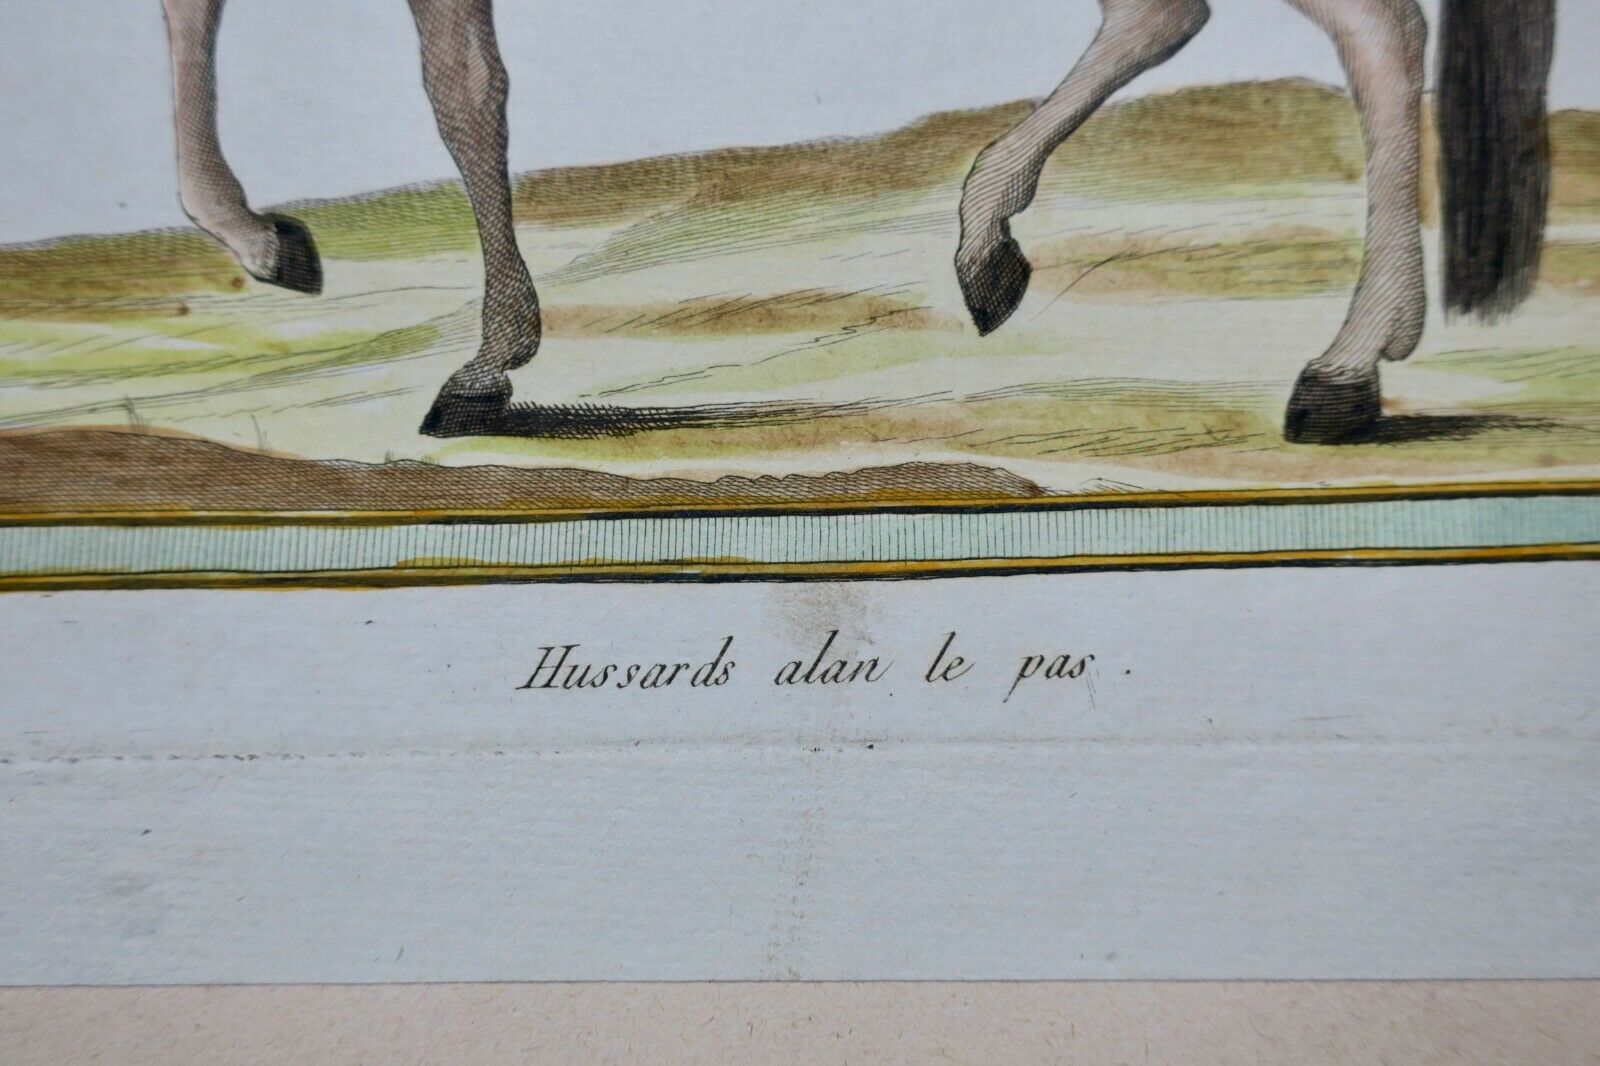 Hussards alan le pas .